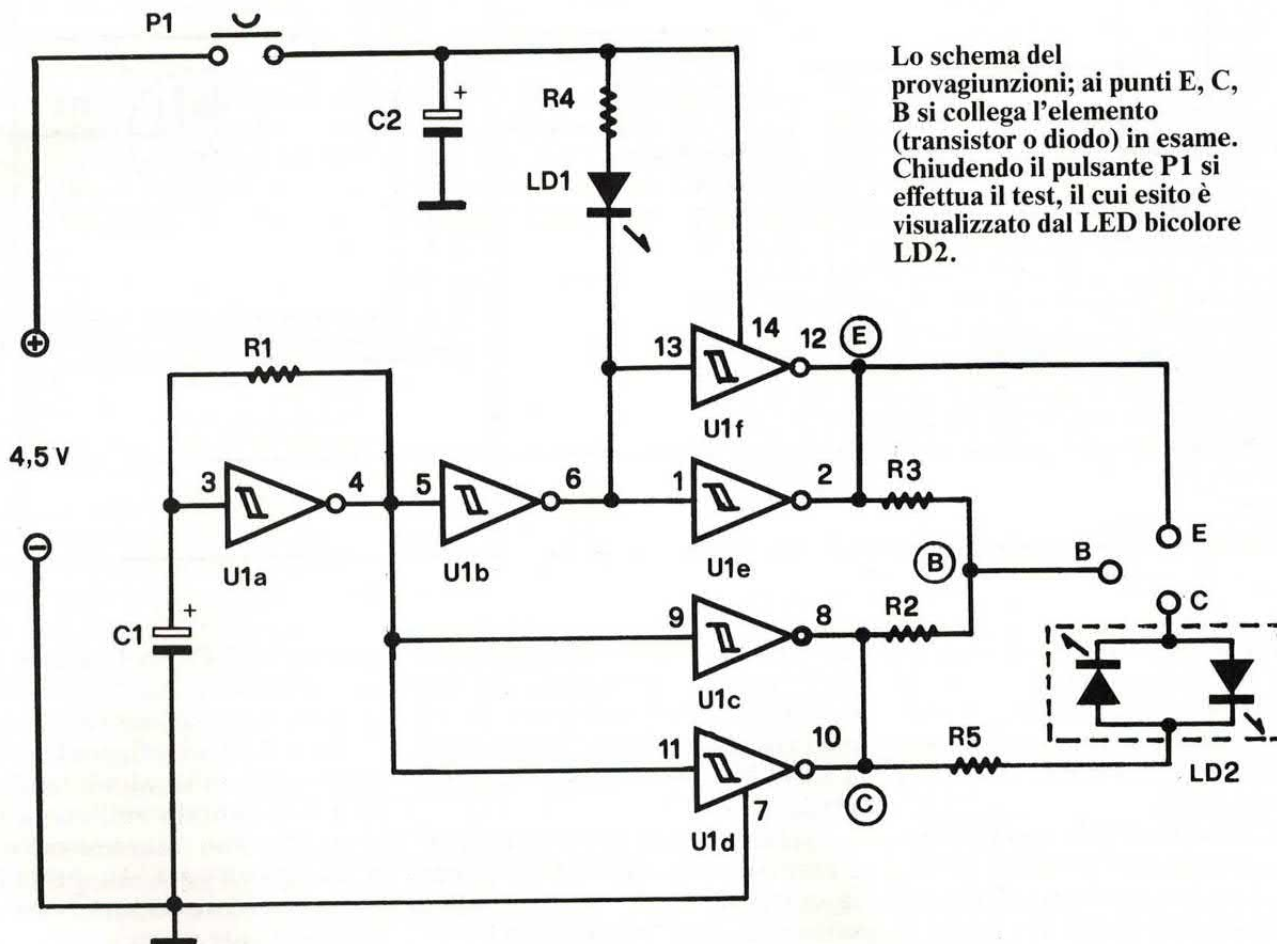 P1
Lo schema del
provagiunzioni; ai punti E, C,
B si collega l'elemento
(transistor o diodo) in esame.
Chiudendo il pulsante P1 si
effettua il test, il cui esito è
visualizzato dal LED bicolore
LD2.
+
C2
R4
LD1
+
R1
14
13
12
E
U1f
4,5 V
3
4
5
6
1
2
R3
E
−
U1a
U1b
U1e
B
B
C
+
C1
9
8
R2
U1c
11
10
R5
LD2
7
C
U1d